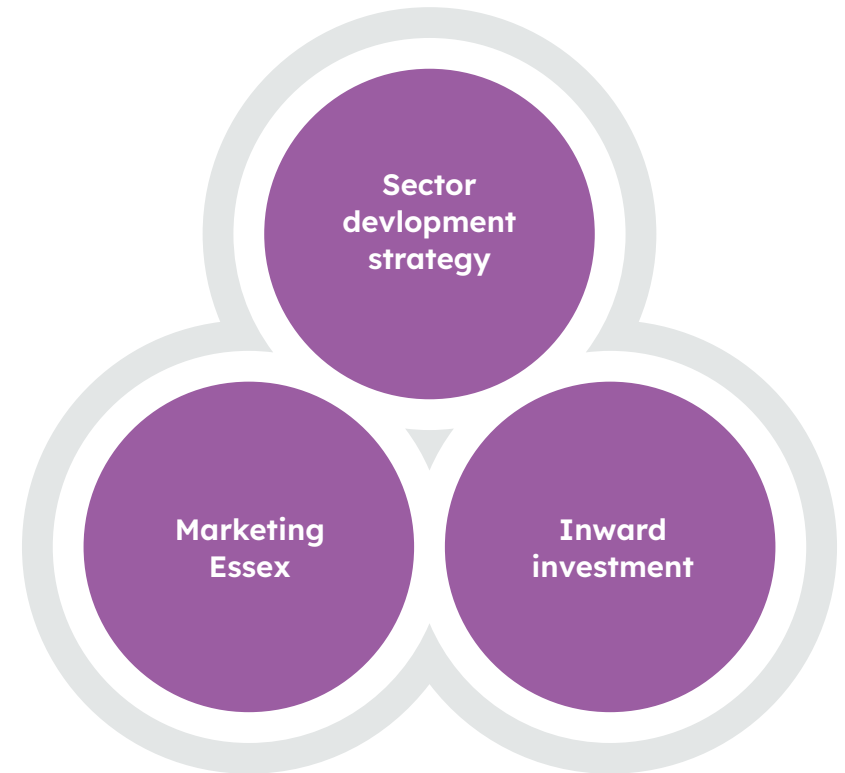 Sector
devlopment
strategy
Marketing
Essex
Inward
investment